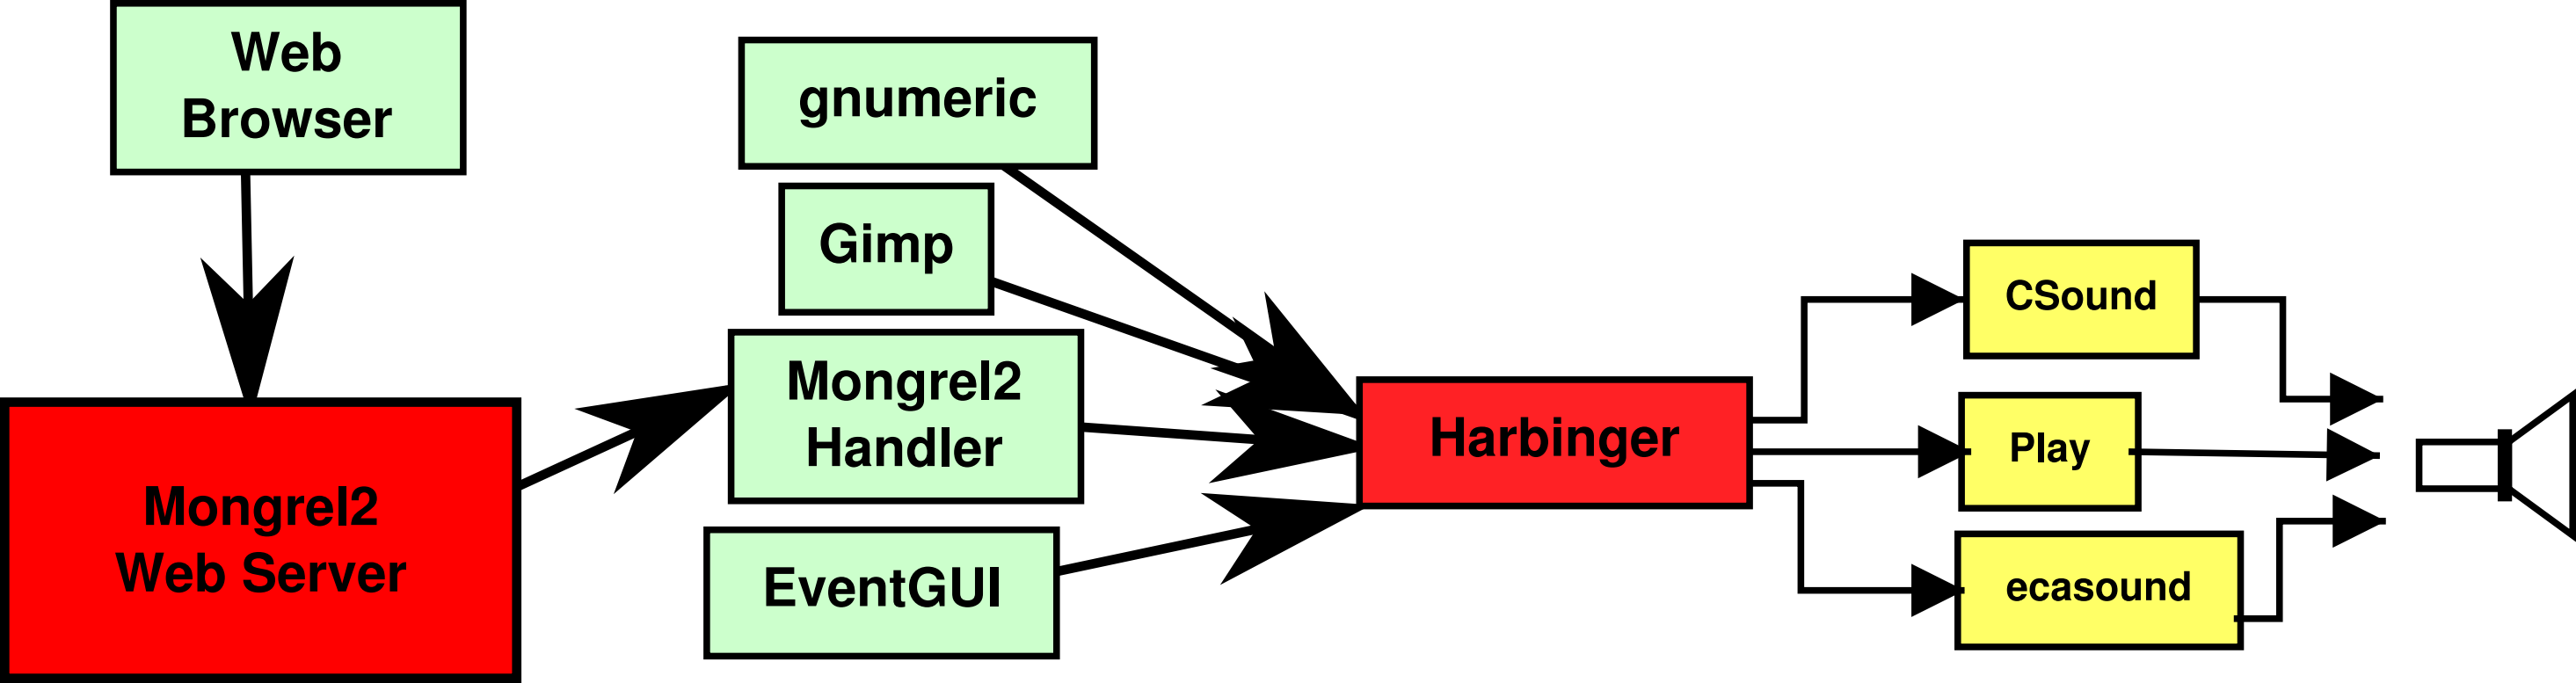 Web
Browser
gnumeric
Gimp
Mongrel2
Handler
EventGUI
Mongrel2
Web Server
Harbinger
CSound
Play
ecasound